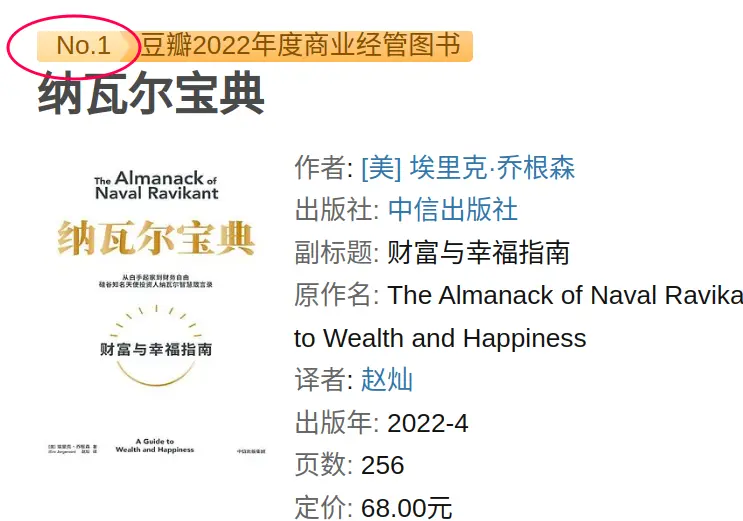 No.1 豆瓣2022年度商业经管图书
纳瓦尔宝典
The Almanack of
Naval Ravikant
纳瓦尔宝典
从白手起家到财务自由
硅谷知名天使投资人纳瓦尔智慧箴言录
财富与幸福指南
[美] 埃里克·乔根森 著
(Eric Jorgenson) 赵灿 译
A Guide to
Wealth and Happiness
中信出版集团
作者: [美] 埃里克·乔根森
出版社: 中信出版社
副标题: 财富与幸福指南
原作名: The Almanack of Naval Ravika
to Wealth and Happiness
译者: 赵灿
出版年: 2022-4
页数: 256
定价: 68.00元